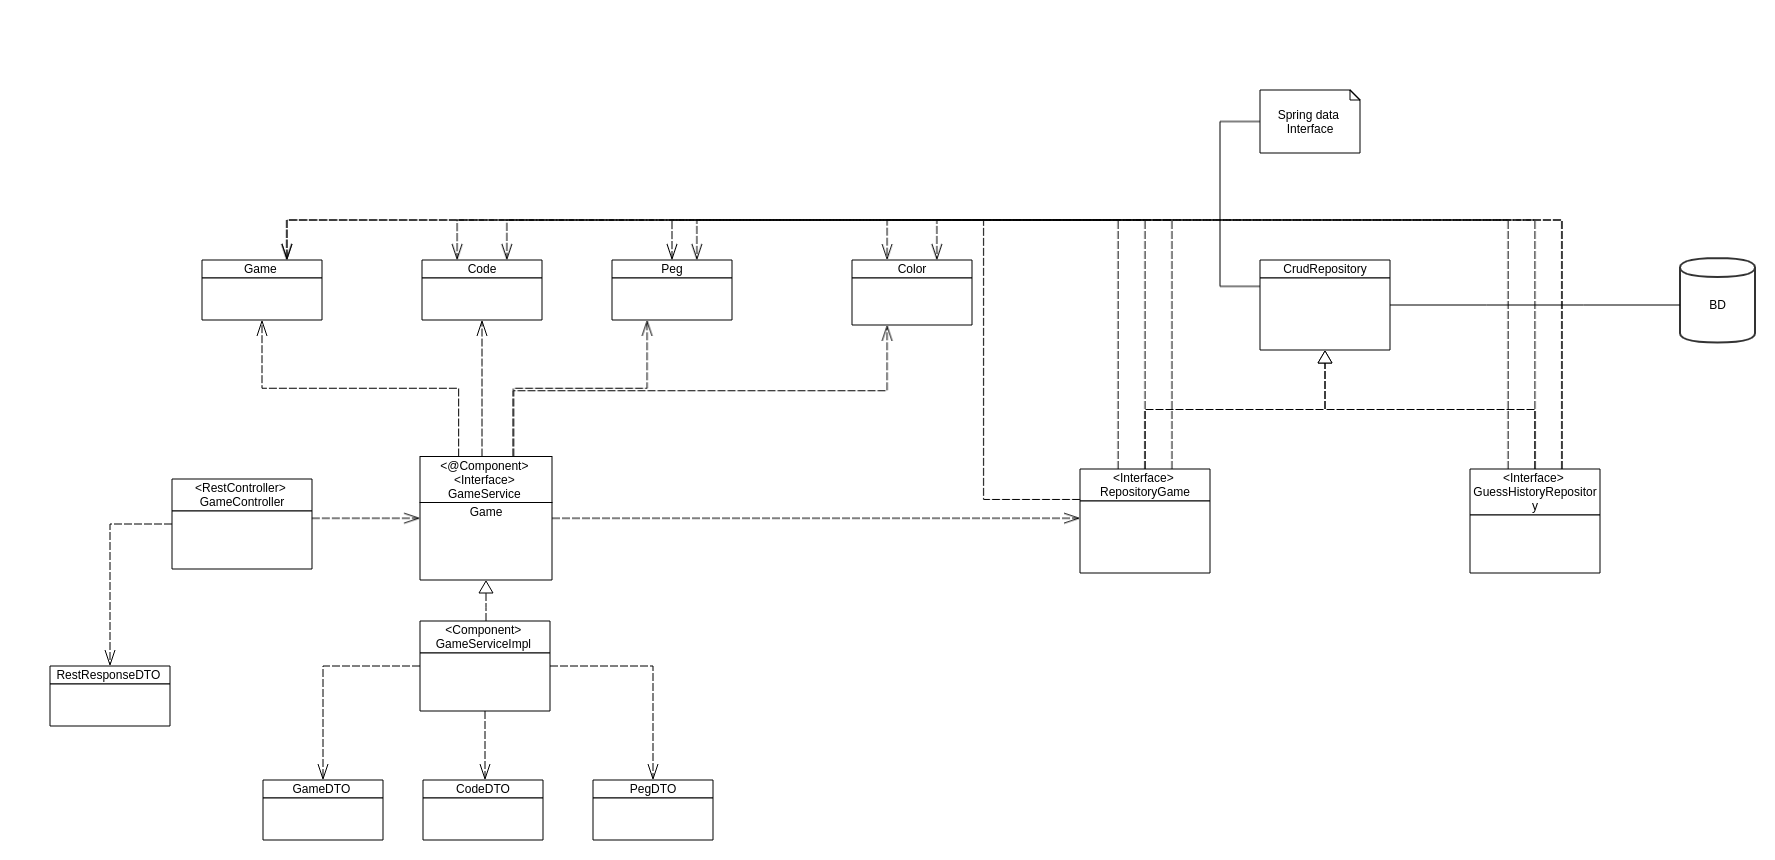 Spring data
Interface
Game
Code
Peg
Color
CrudRepository
BD
<@Component>
<Interface>
GameService
Game
<RestController>
GameController
<Interface>
RepositoryGame
<Interface>
GuessHistoryRepositor
y
<Component>
GameServiceImpl
RestResponseDTO
GameDTO
CodeDTO
PegDTO